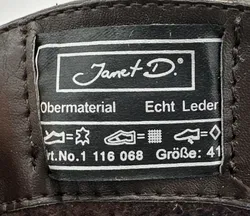 Janet D.
Obermaterial Echt Leder
rt.No.1 116 068 Größe: 41